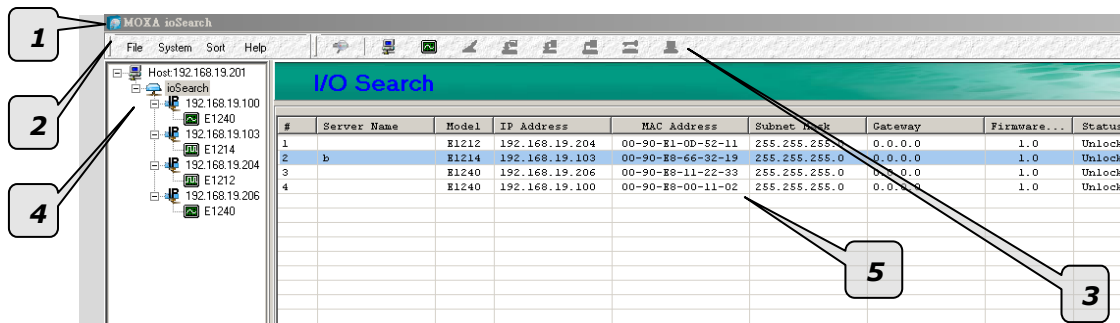 MOXA ioSearch
1
File System Sort Help
2
Host:192.168.19.201
ioSearch
192.168.19.100
E1240
192.168.19.103
E1214
192.168.19.204
E1212
192.168.19.206
E1240
4
I/O Search
# Server Name Model IP Address MAC Address Subnet Mask Gateway Firmware... Status
1 E1212 192.168.19.204 00-90-E1-0D-52-11 255.255.255.0 0.0.0.0 1.0 Unlock
2 b E1214 192.168.19.103 00-90-E8-66-32-19 255.255.255.0 0.0.0.0 1.0 Unlock
3 E1240 192.168.19.206 00-90-E8-11-22-33 255.255.255.0 0.0.0.0 1.0 Unlock
4 E1240 192.168.19.100 00-90-E8-00-11-02 255.255.255.0 0.0.0.0 1.0 Unlock
5
3